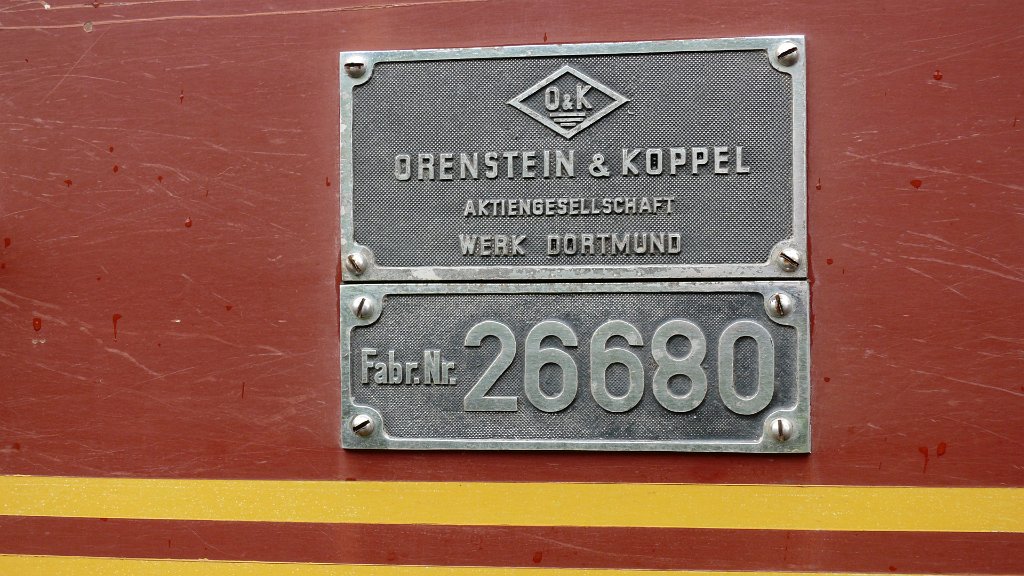 O&K
ORENSTEIN & KOPPEL
AKTIENGESELLSCHAFT
WERK DORTMUND
Fabr. Nr. 26680